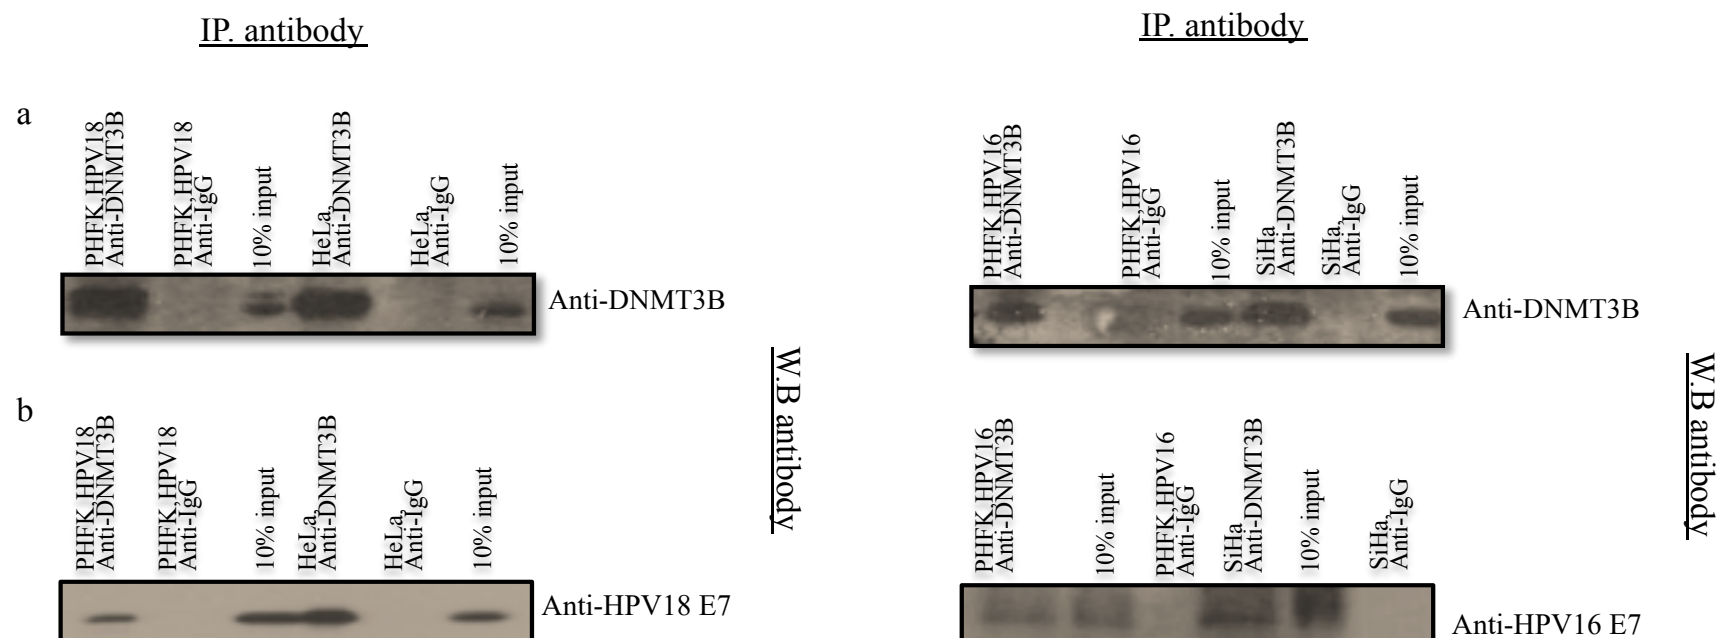 IP. antibody
IP. antibody
a
PHFK,HPV18
Anti-DNMT3B
PHFK,HPV18
Anti-IgG
10% input
HeLa,
Anti-DNMT3B
HeLa,
Anti-IgG
10% input
Anti-DNMT3B
PHFK,HPV16
Anti-DNMT3B
PHFK,HPV16
Anti-IgG
10% input
SiHa
Anti-DNMT3B
SiHa,
Anti-IgG
10% input
Anti-DNMT3B
W.B antibody
W.B antibody
b
PHFK,HPV18
Anti-DNMT3B
PHFK,HPV18
Anti-IgG
10% input
HeLa,
Anti-DNMT3B
HeLa,
Anti-IgG
10% input
Anti-HPV18 E7
PHFK,HPV16
Anti-DNMT3B
10% input
PHFK,HPV16
Anti-IgG
SiHa
Anti-DNMT3B
10% input
SiHa,
Anti-IgG
Anti-HPV16 E7